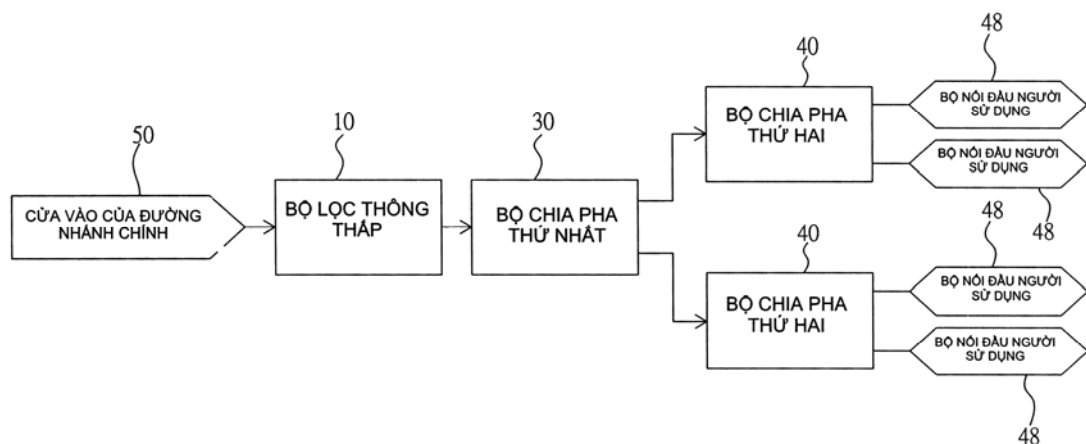 50
CỬA VÀO CỦA ĐƯỜNG
NHÁNH CHÍNH
10
BỘ LỌC THÔNG
THẤP
30
BỘ CHIA PHA
THỨ NHẤT
40
BỘ CHIA PHA
THỨ HAI
48
BỘ NỐI ĐẦU NGƯỜI
SỬ DỤNG
BỘ NỐI ĐẦU NGƯỜI
SỬ DỤNG
48
40
BỘ CHIA PHA
THỨ HAI
48
BỘ NỐI ĐẦU NGƯỜI
SỬ DỤNG
BỘ NỐI ĐẦU NGƯỜI
SỬ DỤNG
48